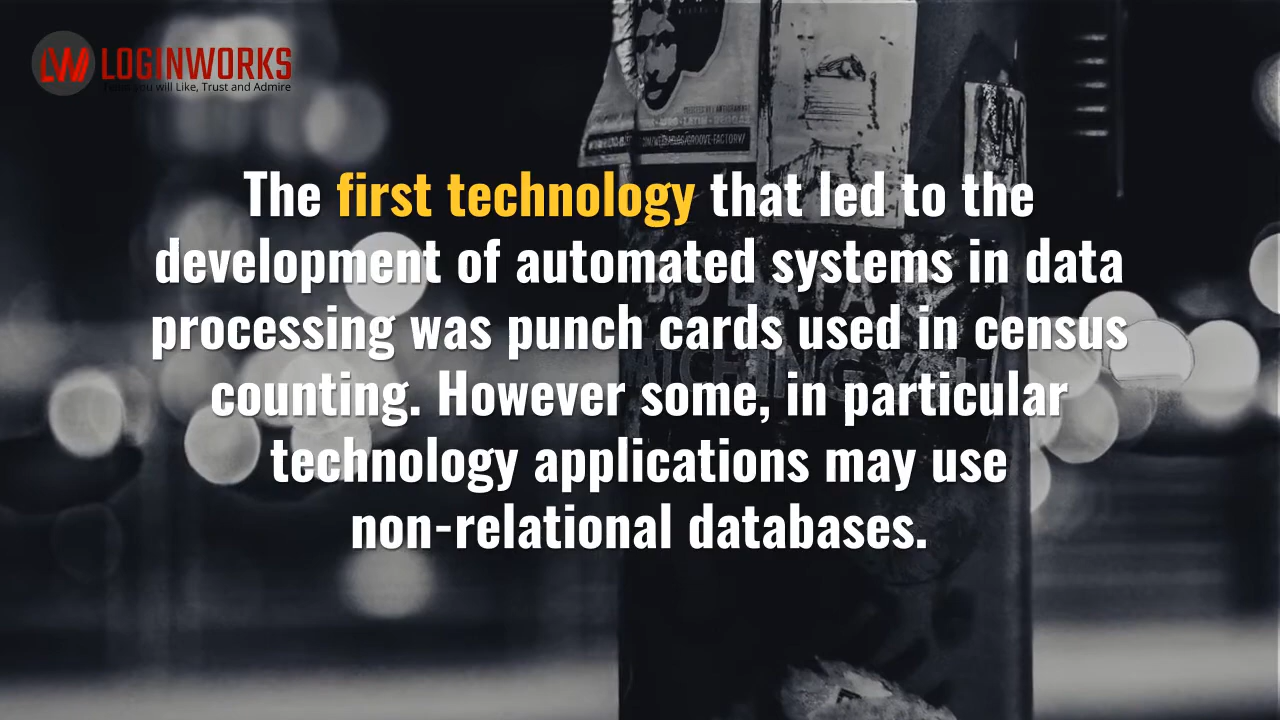 LW LOGINWORKS
you will Like, Trust and Admire
The first technology that led to the
development of automated systems in data
processing was punch cards used in census
counting. However some, in particular
technology applications may use
non-relational databases.